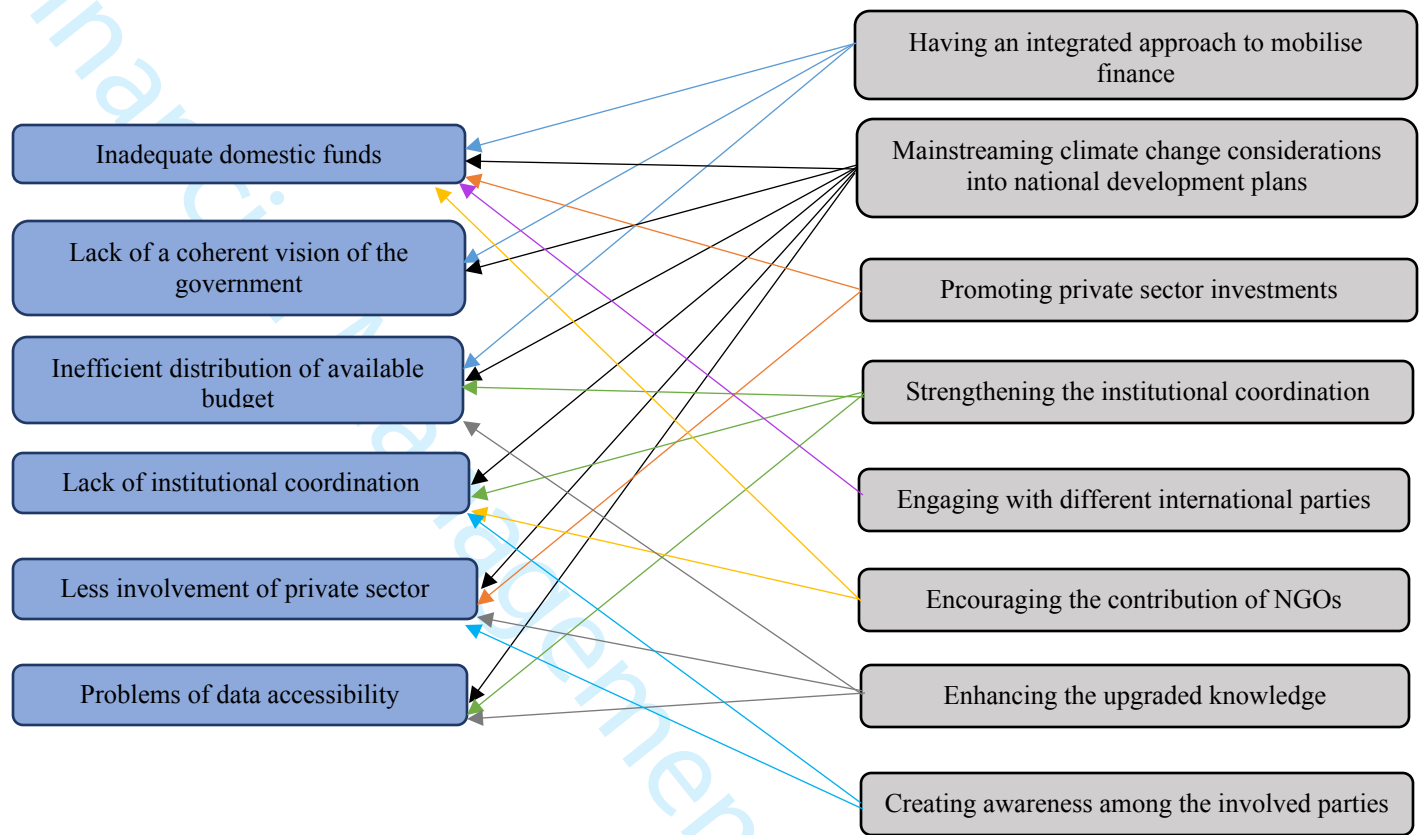 Inadequate domestic funds
Lack of a coherent vision of the
government
Inefficient distribution of available
budget
Lack of institutional coordination
Less involvement of private sector
Problems of data accessibility
Having an integrated approach to mobilise
finance
Mainstreaming climate change considerations
into national development plans
Promoting private sector investments
Strengthening the institutional coordination
Engaging with different international parties
Encouraging the contribution of NGOs
Enhancing the upgraded knowledge
Creating awareness among the involved parties